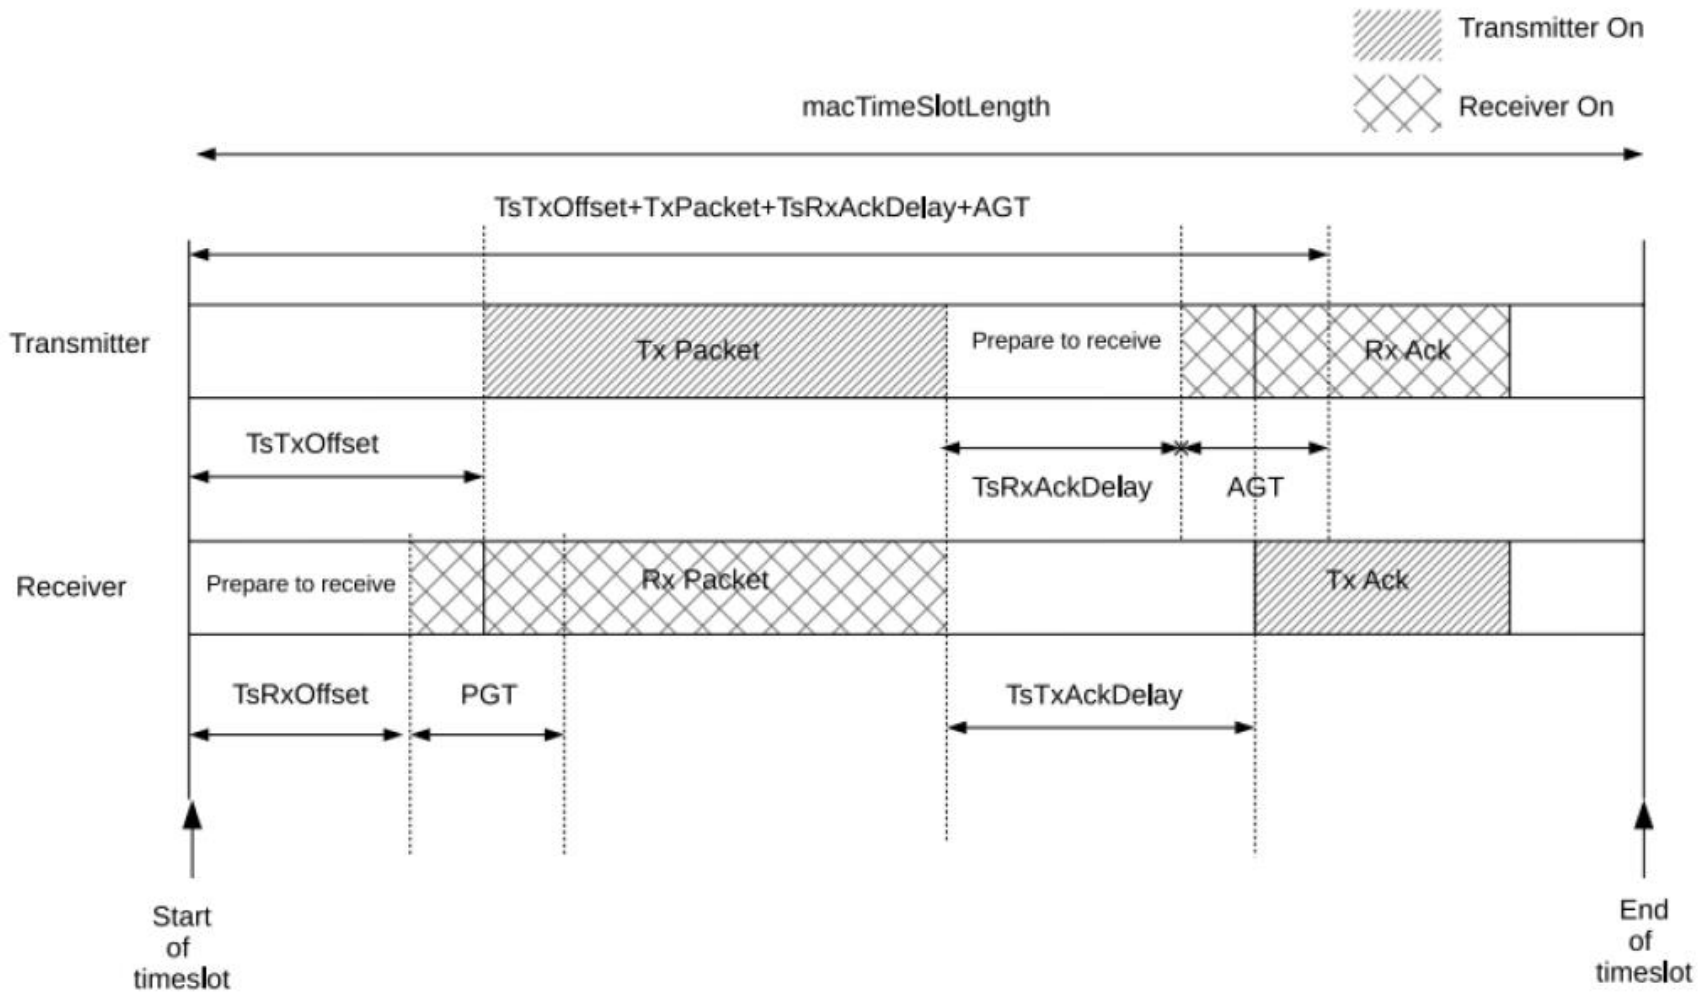 Transmitter On
Receiver On
macTimeSlotLength
TsTxOffset+TxPacket+TsRxAckDelay+AGT
Transmitter
Tx Packet
Prepare to receive
Rx Ack
TsTxOffset
TsRxAckDelay
AGT
Receiver
Prepare to receive
Rx Packet
Tx Ack
TsRxOffset
PGT
TsTxAckDelay
Start
of
timeslot
End
of
timeslot